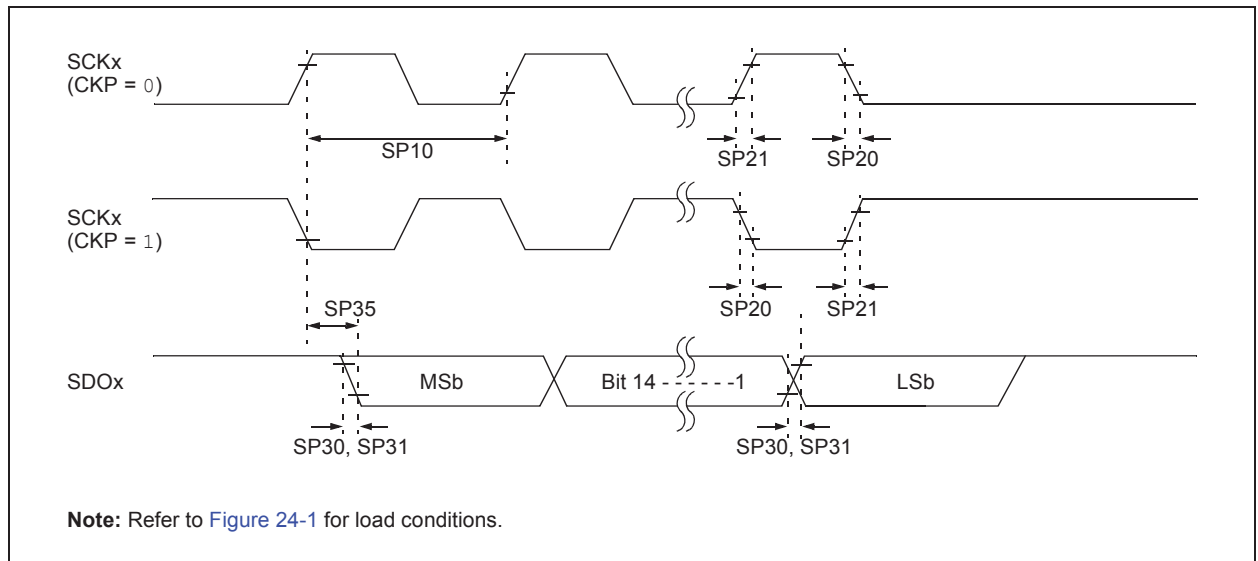 SCKx
(CKP = 0)
SP10
SP21
SP20
SCKx
(CKP = 1)
SP35
SP20
SP21
SDOx
MSb
Bit 14 - - - - - -1
LSb
SP30, SP31
SP30, SP31
Note: Refer to Figure 24-1 for load conditions.